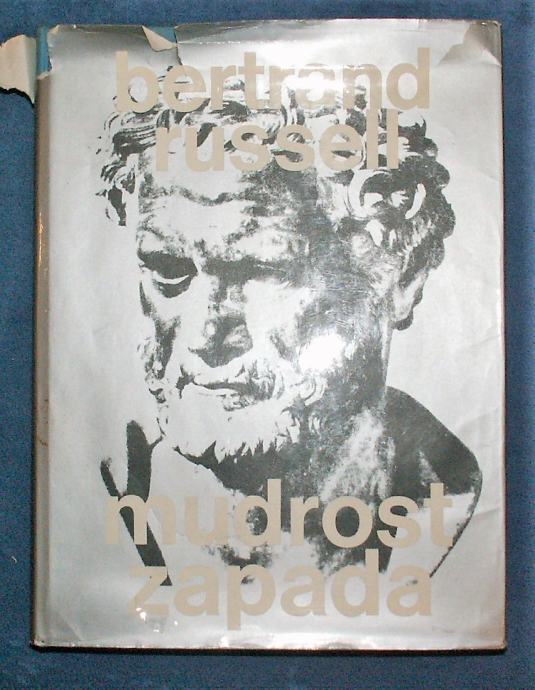 bertrand
russell
mudrost
zapada